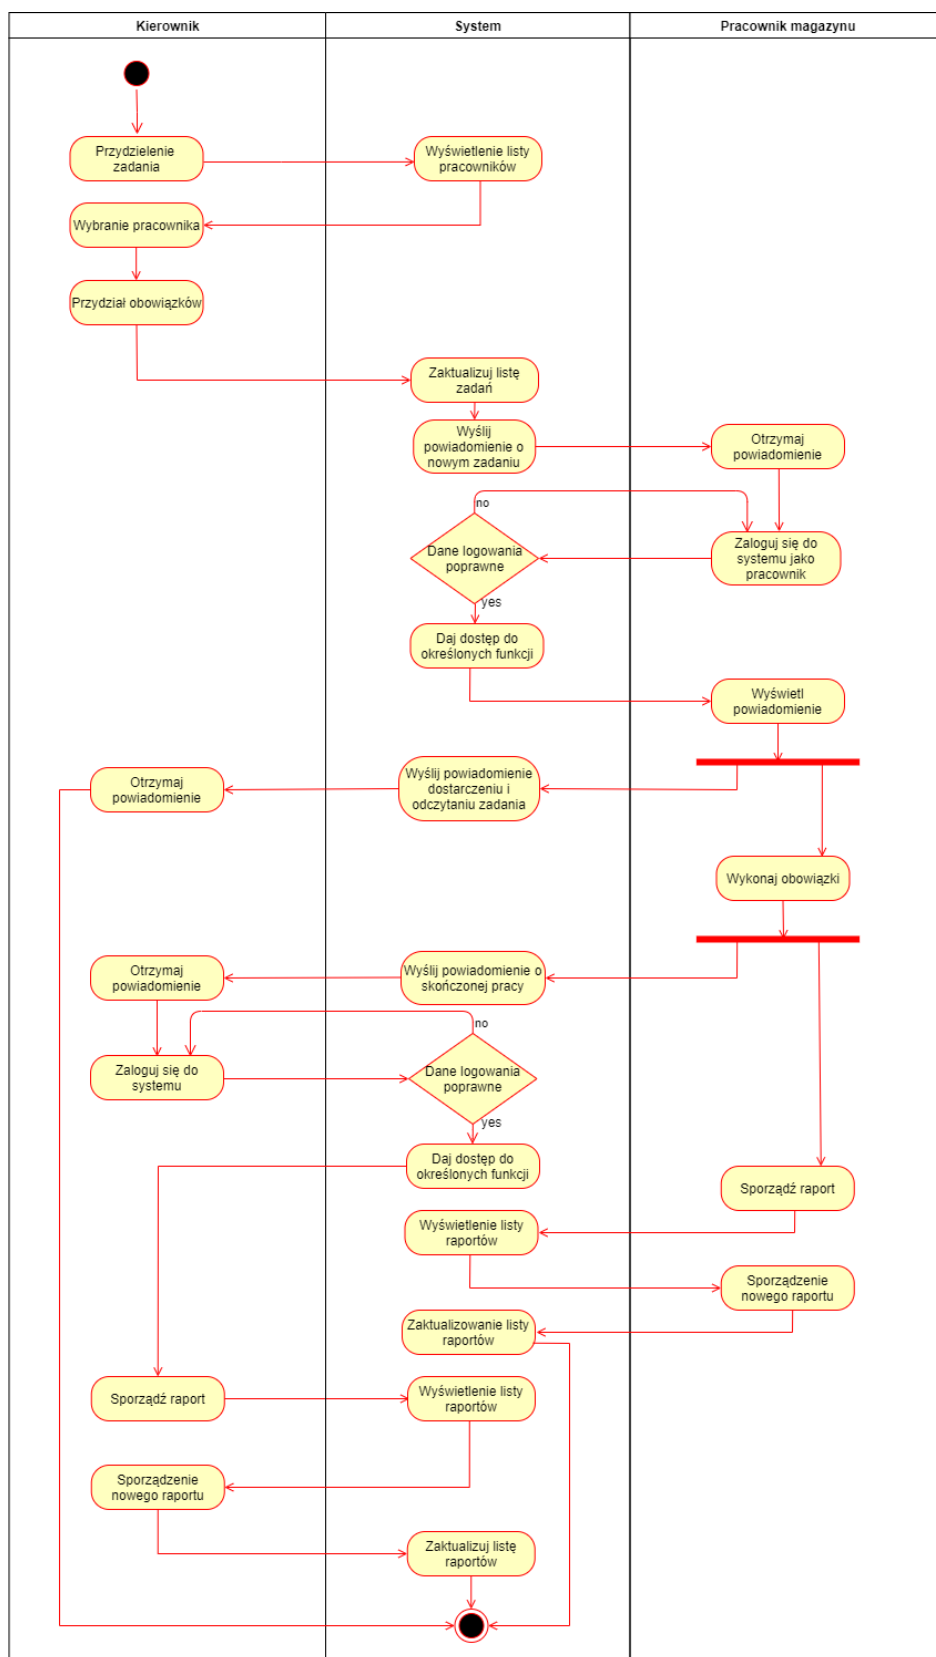 Kierownik
System
Pracownik magazynu
Przydzielenie
zadania
Wyświetlenie listy
pracowników
Wybranie pracownika
Przydział obowiązków
Zaktualizuj listę
zadań
Wyślij
powiadomienie o
nowym zadaniu
Otrzymaj
powiadomienie
no
Dane logowania
poprawne
Zaloguj się do
systemu jako
pracownik
yes
Daj dostęp do
określonych funkcji
Wyświetl
powiadomienie
Otrzymaj
powiadomienie
Wyślij powiadomienie
dostarczeniu i
odczytaniu zadania
Wykonaj obowiązki
Otrzymaj
powiadomienie
Wyślij powiadomienie o
skończonej pracy
no
Zaloguj się do
systemu
Dane logowania
poprawne
yes
Daj dostęp do
określonych funkcji
Sporządź raport
Wyświetlenie listy
raportów
Sporządzenie
nowego raportu
Zaktualizowanie listy
raportów
Sporządź raport
Wyświetlenie listy
raportów
Sporządzenie
nowego raportu
Zaktualizuj listę
raportów